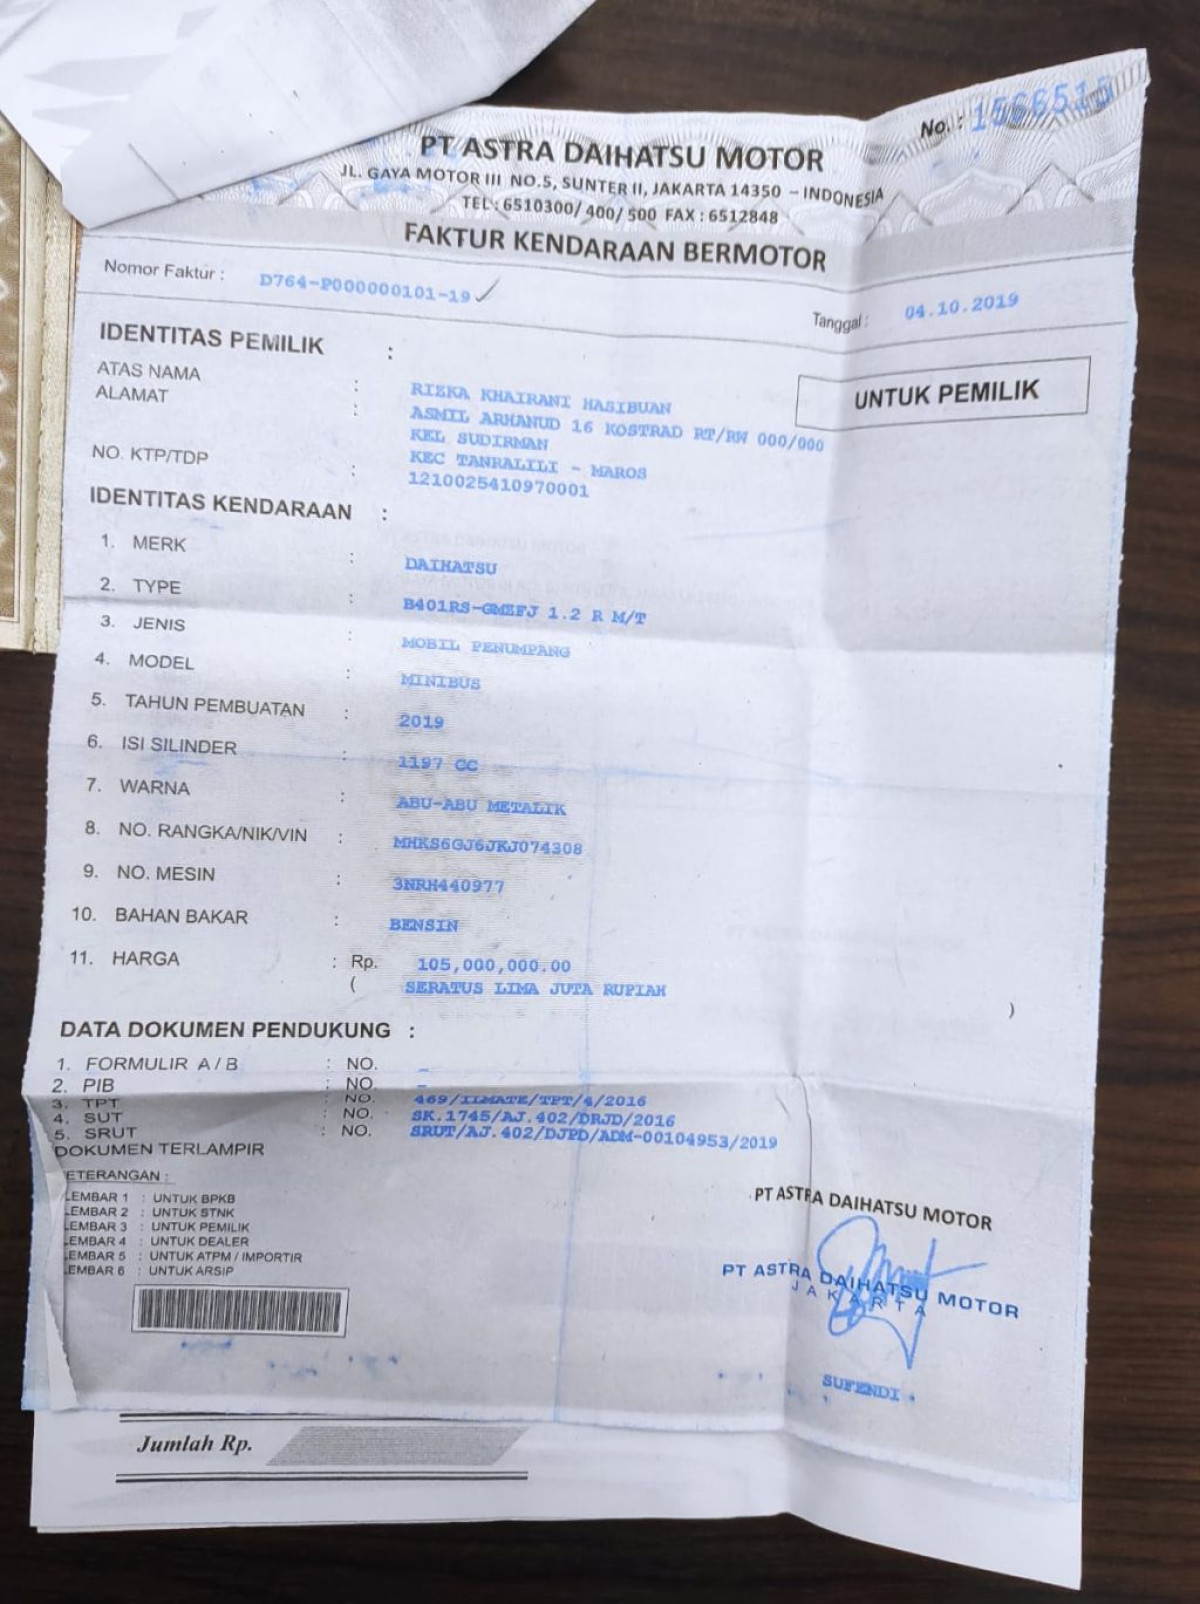 No. : 1566515
PT ASTRA DAIHATSU MOTOR
JL. GAYA MOTOR III NO.5, SUNTER II, JAKARTA 14350 – INDONESIA
TEL : 6510300/ 400/ 500 FAX : 6512848
FAKTUR KENDARAAN BERMOTOR
Nomor Faktur : D764-P000000101-19
Tanggal : 04.10.2019
IDENTITAS PEMILIK :
UNTUK PEMILIK
ATAS NAMA : RIZKA KHAIRANI HASIBUAN
ALAMAT : ASMIL ARHANUD 16 KOSTRAD RT/RW 000/000
KEL SUDIRMAN
KEC TANRALILI - MAROS
NO. KTP/TDP : 1210025410970001
IDENTITAS KENDARAAN :
1. MERK : DAIHATSU
2. TYPE : B401RS-GMZFJ 1.2 R M/T
3. JENIS : MOBIL PENUMPANG
4. MODEL : MINIBUS
5. TAHUN PEMBUATAN : 2019
6. ISI SILINDER : 1197 CC
7. WARNA : ABU-ABU METALIK
8. NO. RANGKA/NIK/VIN : MHKS6GJ6JKJ074308
9. NO. MESIN : 3NRH440977
10. BAHAN BAKAR : BENSIN
11. HARGA : Rp. 105,000,000.00
( SERATUS LIMA JUTA RUPIAH )
DATA DOKUMEN PENDUKUNG :
1. FORMULIR A / B : NO. -
2. PIB : NO. -
3. TPT : NO. 469/ILMATE/TPT/4/2016
4. SUT : NO. SK.1745/AJ.402/DRJD/2016
5. SRUT : NO. SRUT/AJ.402/DJPD/ADM-00104953/2019
DOKUMEN TERLAMPIR
KETERANGAN :
LEMBAR 1 : UNTUK BPKB
LEMBAR 2 : UNTUK STNK
LEMBAR 3 : UNTUK PEMILIK
LEMBAR 4 : UNTUK DEALER
LEMBAR 5 : UNTUK ATPM / IMPORTIR
LEMBAR 6 : UNTUK ARSIP
PT ASTRA DAIHATSU MOTOR
PT ASTRA DAIHATSU MOTOR
JAKARTA
SUFENDI
Jumlah Rp.